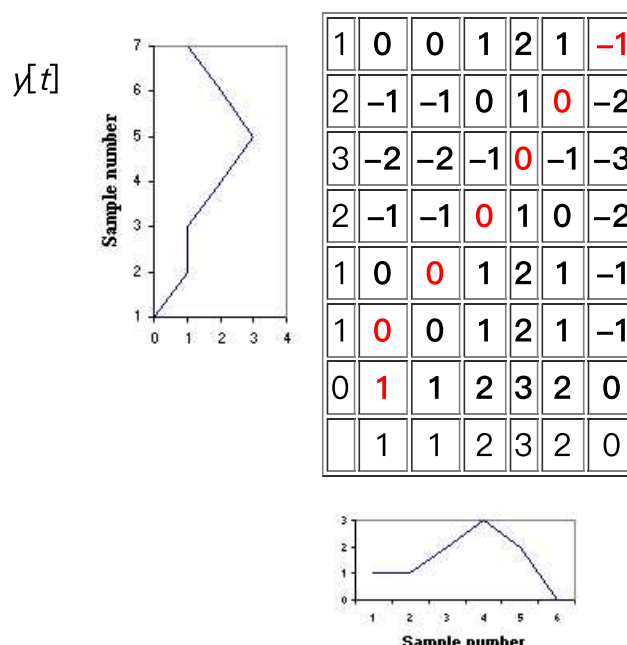 y[t]
7
6
5
4
3
2
1
0 1 2 3 4
Sample number
1 0 0 1 2 1 −1
2 −1 −1 0 1 0 −2
3 −2 −2 −1 0 −1 −3
2 −1 −1 0 1 0 −2
1 0 0 1 2 1 −1
1 0 0 1 2 1 −1
0 1 1 2 3 2 0
1 1 2 3 2 0
3
2
1
0
1 2 3 4 5 6
Sample number